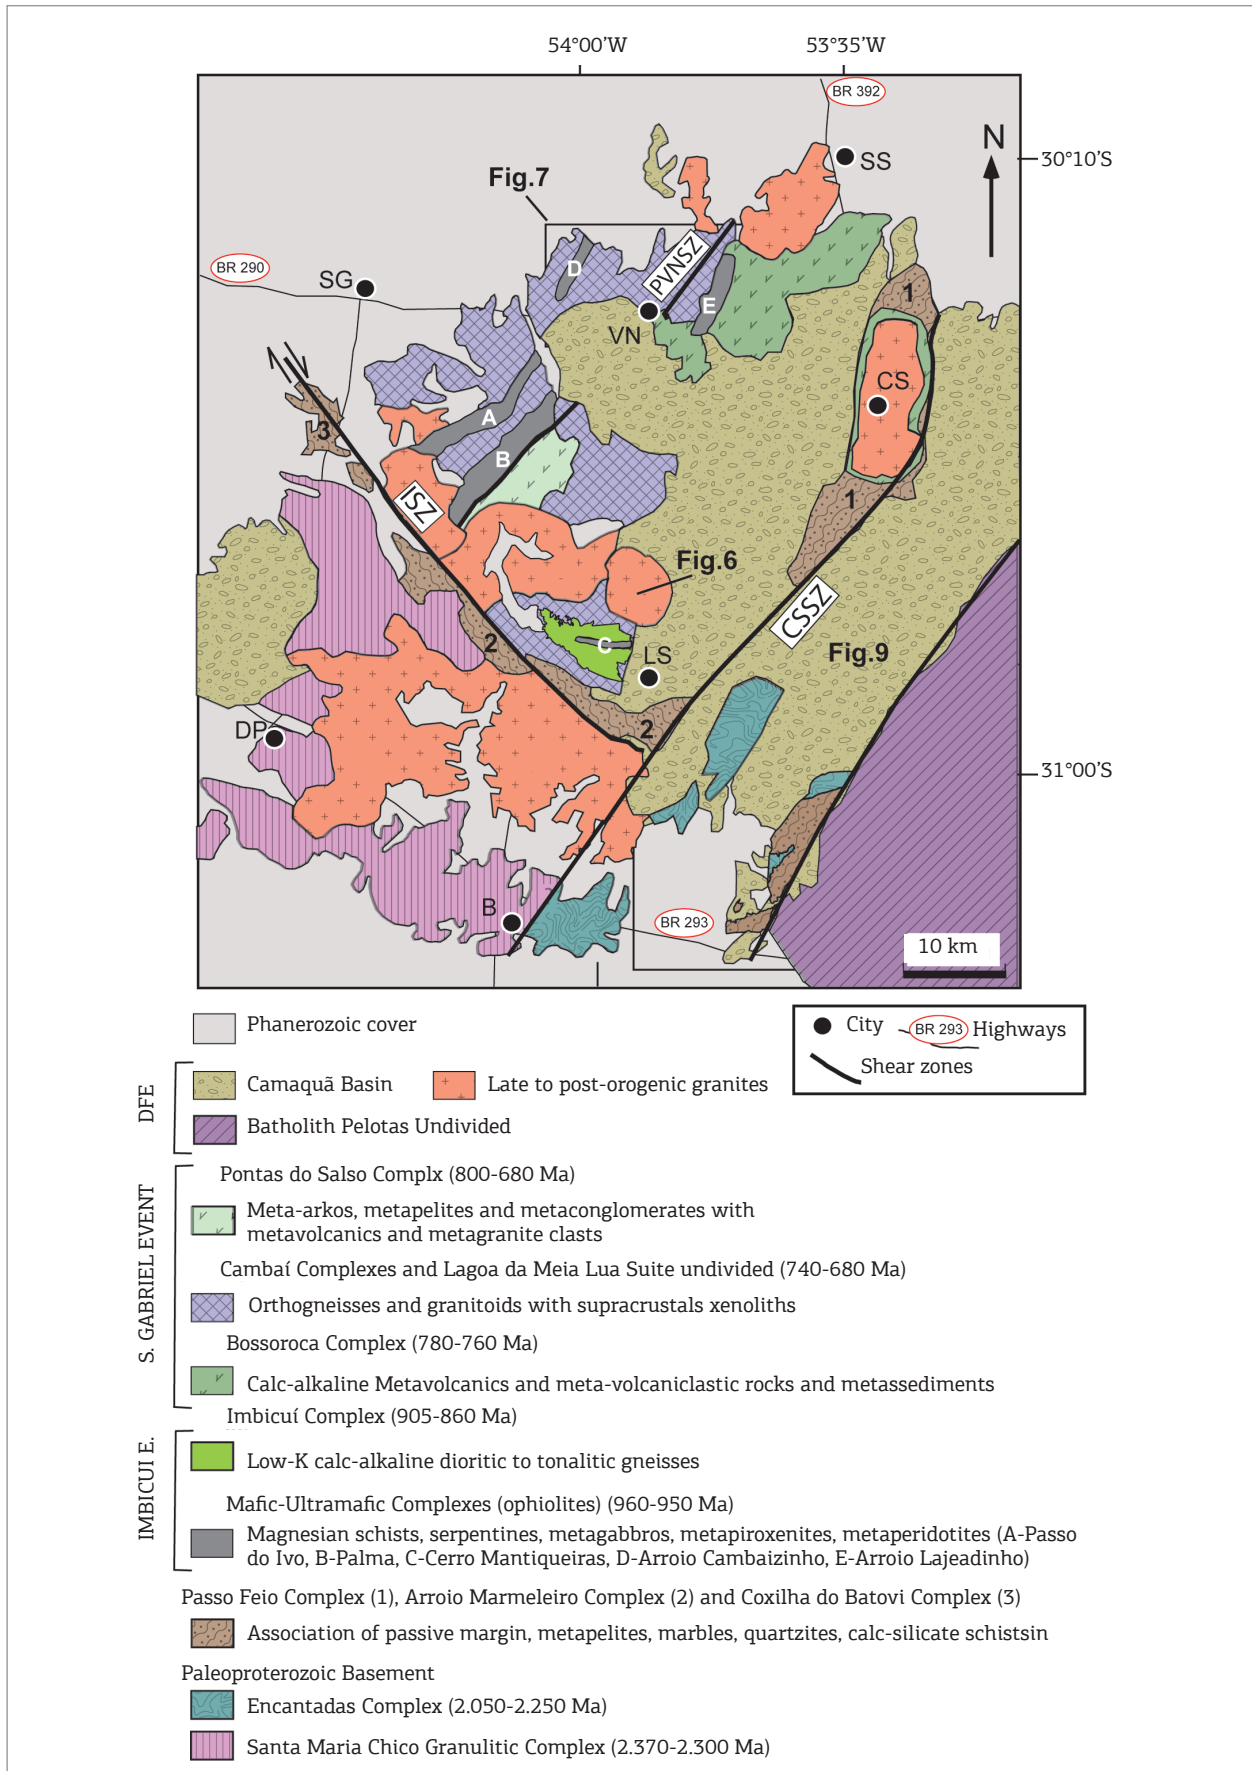 54°00'W
53°35'W
BR 392
N
SS
30°10'S
Fig.7
PVNSZ
D
BR 290
SG
E
1
VN
CS
A
3
B
ISZ
1
Fig.6
CSSZ
2
C
LS
Fig.9
2
DP
31°00'S
B
BR 293
10 km
Phanerozoic cover
City
BR 293
Highways
Shear zones
DFE
Camaquã Basin
Late to post-orogenic granites
Batholith Pelotas Undivided
S. GABRIEL EVENT
Pontas do Salso Complx (800-680 Ma)
Meta-arkos, metapelites and metaconglomerates with
metavolcanics and metagranite clasts
Cambaí Complexes and Lagoa da Meia Lua Suite undivided (740-680 Ma)
Orthogneisses and granitoids with supracrustals xenoliths
Bossoroca Complex (780-760 Ma)
Calc-alkaline Metavolcanics and meta-volcaniclastic rocks and metassediments
Imbicuí Complex (905-860 Ma)
IMBICUI E.
Low-K calc-alkaline dioritic to tonalitic gneisses
Mafic-Ultramafic Complexes (ophiolites) (960-950 Ma)
Magnesian schists, serpentines, metagabbros, metapiroxenites, metaperidotites (A-Passo
do Ivo, B-Palma, C-Cerro Mantiqueiras, D-Arroio Cambaizinho, E-Arroio Lajeadinho)
Passo Feio Complex (1), Arroio Marmeleiro Complex (2) and Coxilha do Batovi Complex (3)
Association of passive margin, metapelites, marbles, quartzites, calc-silicate schistsin
Paleoproterozoic Basement
Encantadas Complex (2.050-2.250 Ma)
Santa Maria Chico Granulitic Complex (2.370-2.300 Ma)